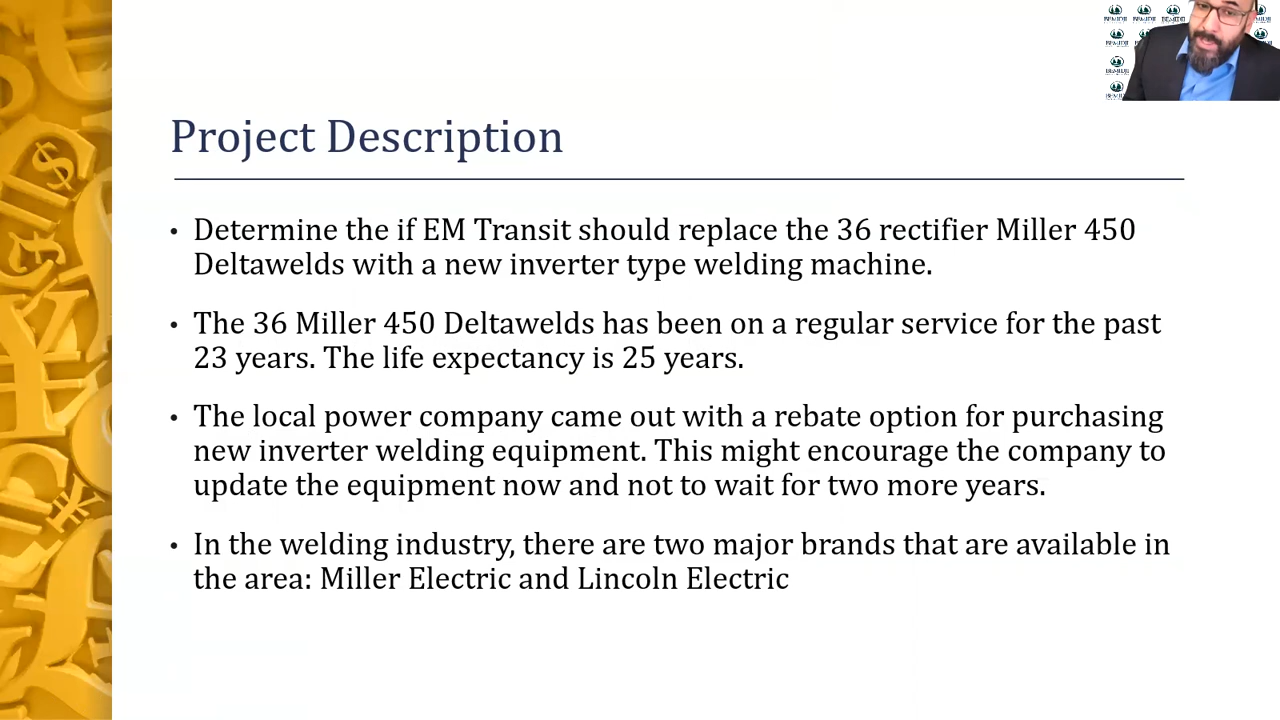 Project Description
• Determine the if EM Transit should replace the 36 rectifier Miller 450
Deltawelds with a new inverter type welding machine.
• The 36 Miller 450 Deltawelds has been on a regular service for the past
23 years. The life expectancy is 25 years.
• The local power company came out with a rebate option for purchasing
new inverter welding equipment. This might encourage the company to
update the equipment now and not to wait for two more years.
• In the welding industry, there are two major brands that are available in
the area: Miller Electric and Lincoln Electric